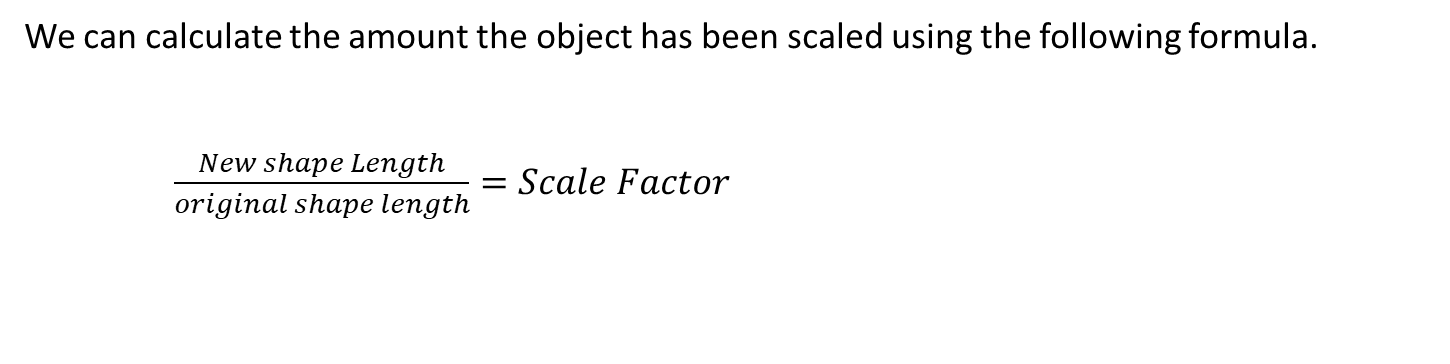 We can calculate the amount the object has been scaled using the following formula.
New shape Length
original shape length
= Scale Factor